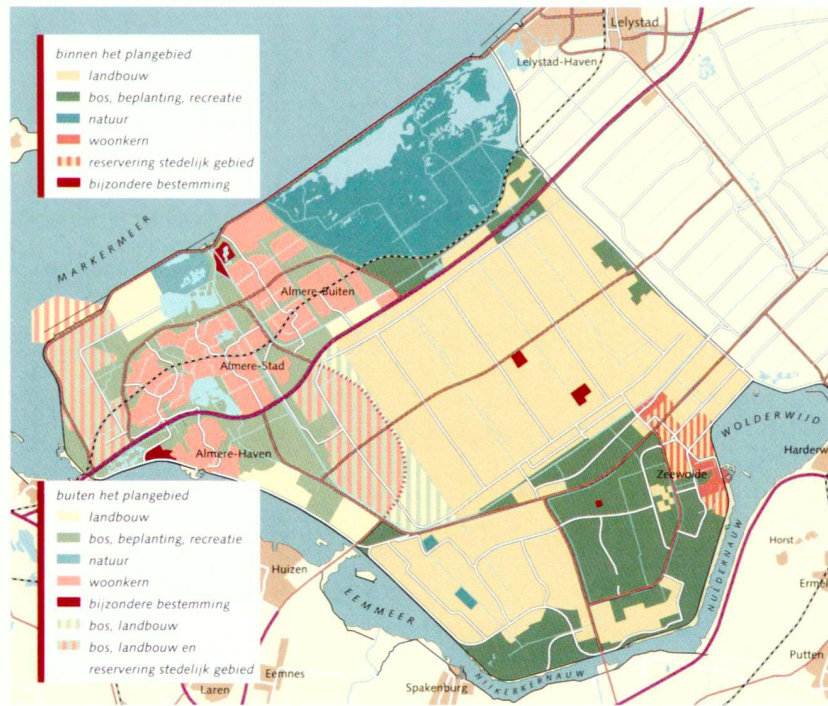 binnen het plangebied
landbouw
bos, beplanting, recreatie
natuur
woonkern
reservering stedelijk gebied
bijzondere bestemming
Lelystad
Lelystad-Haven
MARKERMEER
Almere-Buiten
Almere-Stad
Almere-Haven
WOLDERWIJD
Harderw
Zeewolde
NULDERNAUW
Horst
Ermel
Putten
buiten het plangebied
landbouw
bos, beplanting, recreatie
natuur
woonkern
bijzondere bestemming
bos, landbouw
bos, landbouw en
reservering stedelijk gebied
Huizen
EEMMEER
Eemnes
Laren
Spakenburg
NIJKERKERNAUW